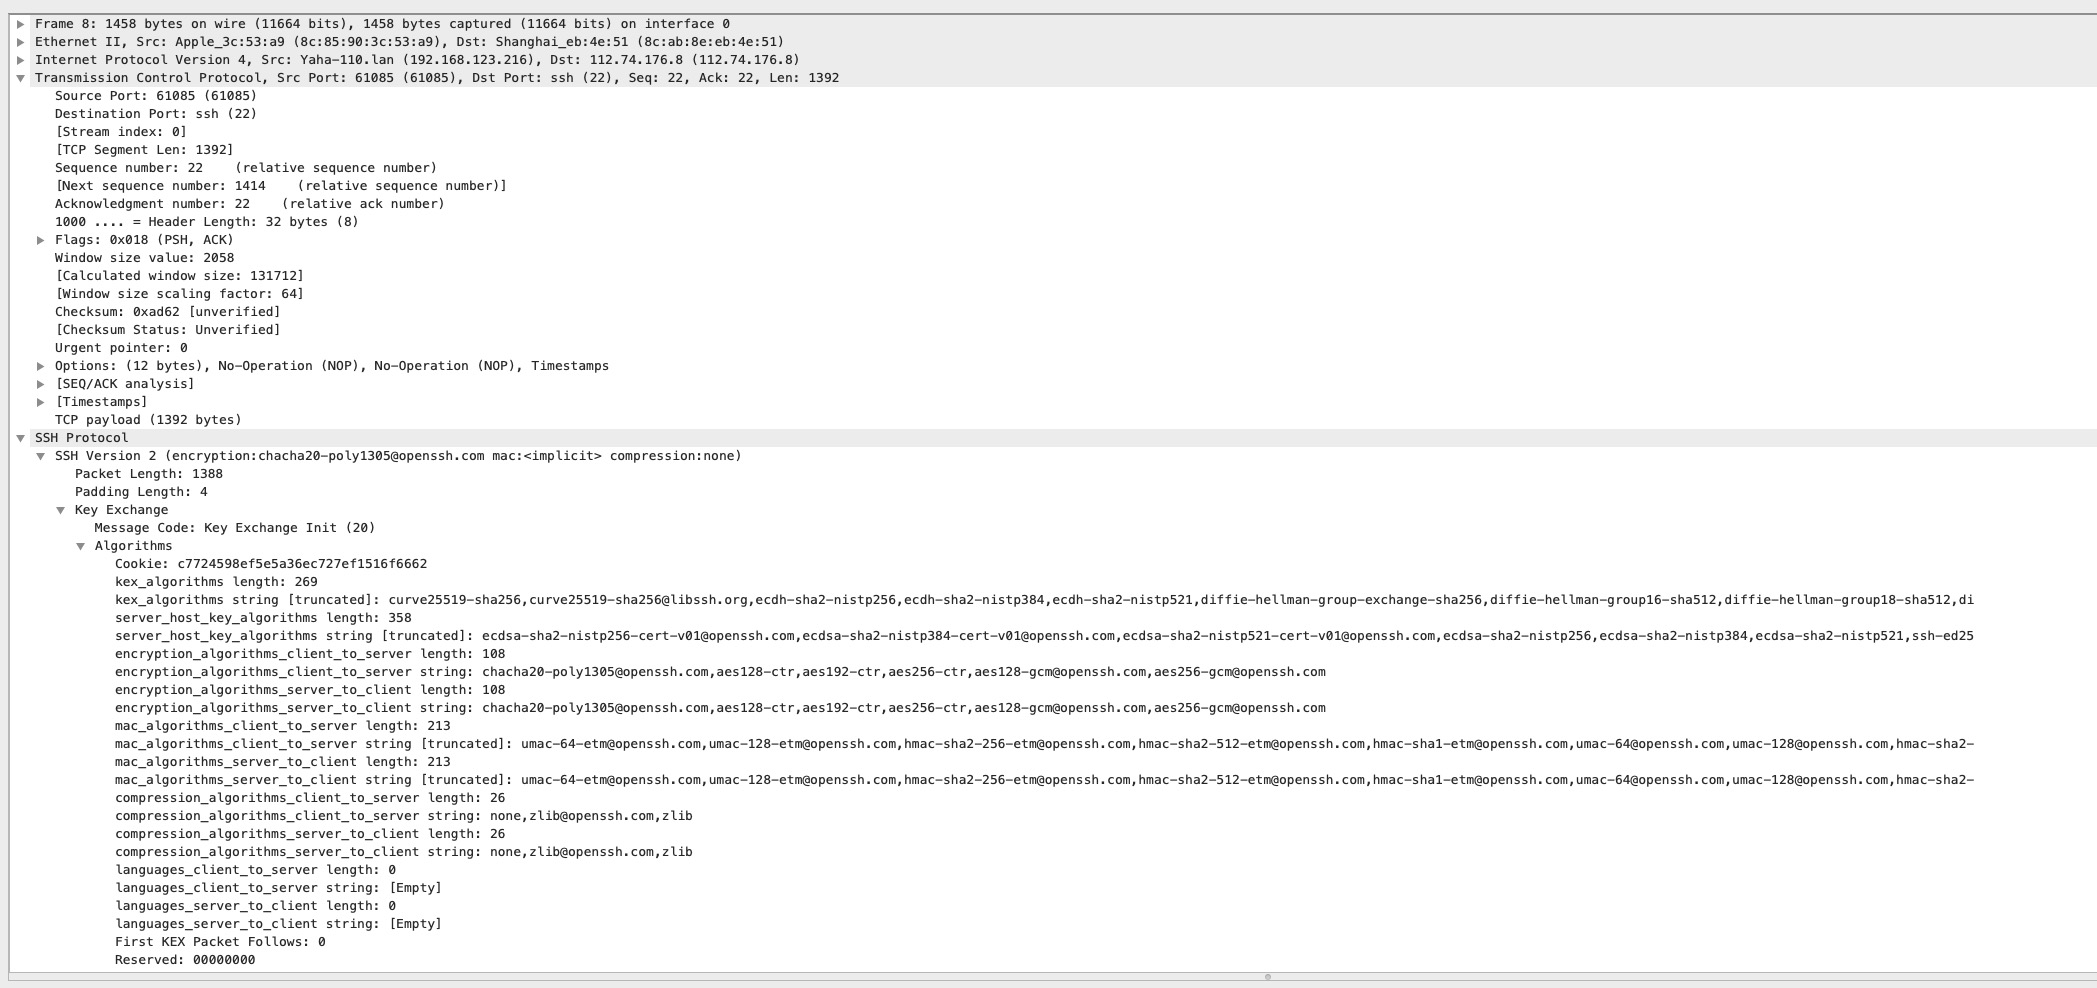 Frame 8: 1458 bytes on wire (11664 bits), 1458 bytes captured (11664 bits) on interface 0
Ethernet II, Src: Apple_3c:53:a9 (8c:85:90:3c:53:a9), Dst: Shanghai_eb:4e:51 (8c:ab:8e:eb:4e:51)
Internet Protocol Version 4, Src: Yaha-110.lan (192.168.123.216), Dst: 112.74.176.8 (112.74.176.8)
Transmission Control Protocol, Src Port: 61085 (61085), Dst Port: ssh (22), Seq: 22, Ack: 22, Len: 1392
Source Port: 61085 (61085)
Destination Port: ssh (22)
[Stream index: 0]
[TCP Segment Len: 1392]
Sequence number: 22    (relative sequence number)
[Next sequence number: 1414    (relative sequence number)]
Acknowledgment number: 22    (relative ack number)
1000 .... = Header Length: 32 bytes (8)
Flags: 0x018 (PSH, ACK)
Window size value: 2058
[Calculated window size: 131712]
[Window size scaling factor: 64]
Checksum: 0xad62 [unverified]
[Checksum Status: Unverified]
Urgent pointer: 0
Options: (12 bytes), No-Operation (NOP), No-Operation (NOP), Timestamps
[SEQ/ACK analysis]
[Timestamps]
TCP payload (1392 bytes)
SSH Protocol
SSH Version 2 (encryption:chacha20-poly1305@openssh.com mac:<implicit> compression:none)
Packet Length: 1388
Padding Length: 4
Key Exchange
Message Code: Key Exchange Init (20)
Algorithms
Cookie: c7724598ef5e5a36ec727ef1516f6662
kex_algorithms length: 269
kex_algorithms string [truncated]: curve25519-sha256,curve25519-sha256@libssh.org,ecdh-sha2-nistp256,ecdh-sha2-nistp384,ecdh-sha2-nistp521,diffie-hellman-group-exchange-sha256,diffie-hellman-group16-sha512,diffie-hellman-group18-sha512,di
server_host_key_algorithms length: 358
server_host_key_algorithms string [truncated]: ecdsa-sha2-nistp256-cert-v01@openssh.com,ecdsa-sha2-nistp384-cert-v01@openssh.com,ecdsa-sha2-nistp521-cert-v01@openssh.com,ecdsa-sha2-nistp256,ecdsa-sha2-nistp384,ecdsa-sha2-nistp521,ssh-ed25
encryption_algorithms_client_to_server length: 108
encryption_algorithms_client_to_server string: chacha20-poly1305@openssh.com,aes128-ctr,aes192-ctr,aes256-ctr,aes128-gcm@openssh.com,aes256-gcm@openssh.com
encryption_algorithms_server_to_client length: 108
encryption_algorithms_server_to_client string: chacha20-poly1305@openssh.com,aes128-ctr,aes192-ctr,aes256-ctr,aes128-gcm@openssh.com,aes256-gcm@openssh.com
mac_algorithms_client_to_server length: 213
mac_algorithms_client_to_server string [truncated]: umac-64-etm@openssh.com,umac-128-etm@openssh.com,hmac-sha2-256-etm@openssh.com,hmac-sha2-512-etm@openssh.com,hmac-sha1-etm@openssh.com,umac-64@openssh.com,umac-128@openssh.com,hmac-sha2-
mac_algorithms_server_to_client length: 213
mac_algorithms_server_to_client string [truncated]: umac-64-etm@openssh.com,umac-128-etm@openssh.com,hmac-sha2-256-etm@openssh.com,hmac-sha2-512-etm@openssh.com,hmac-sha1-etm@openssh.com,umac-64@openssh.com,umac-128@openssh.com,hmac-sha2-
compression_algorithms_client_to_server length: 26
compression_algorithms_client_to_server string: none,zlib@openssh.com,zlib
compression_algorithms_server_to_client length: 26
compression_algorithms_server_to_client string: none,zlib@openssh.com,zlib
languages_client_to_server length: 0
languages_client_to_server string: [Empty]
languages_server_to_client length: 0
languages_server_to_client string: [Empty]
First KEX Packet Follows: 0
Reserved: 00000000